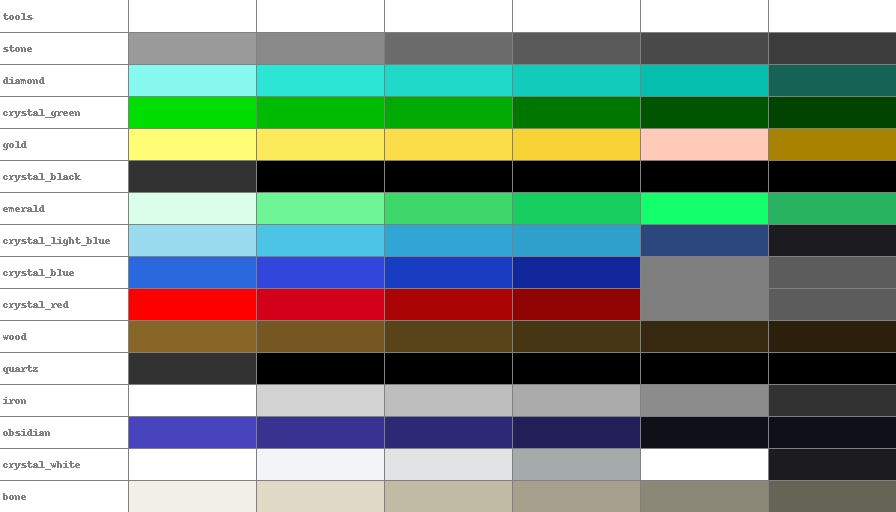 tools
stone
diamond
crystal_green
gold
crystal_black
emerald
crystal_light_blue
crystal_blue
crystal_red
wood
quartz
iron
obsidian
crystal_white
bone